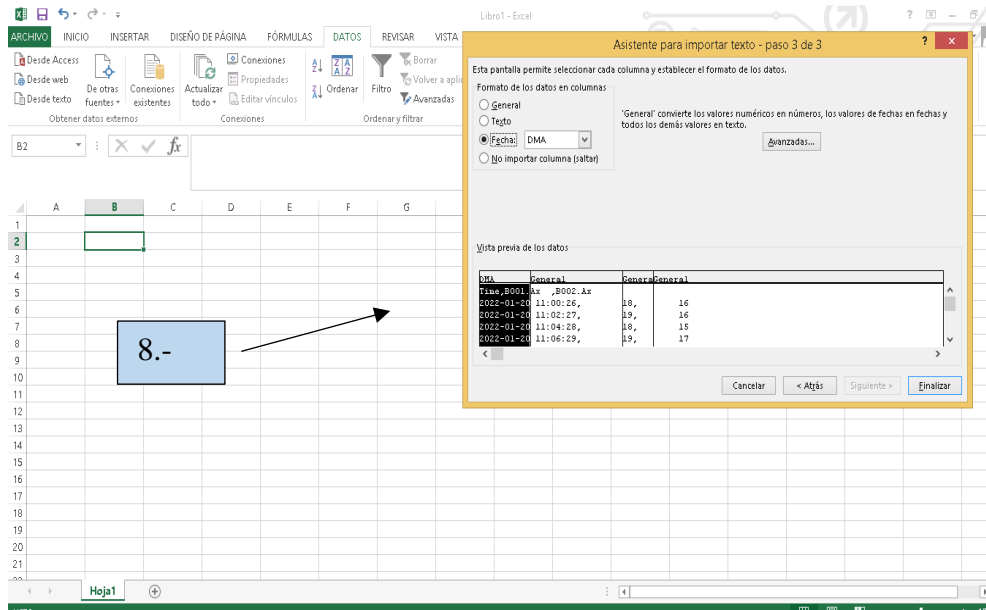 Libro1 - Excel
ARCHIVO INICIO INSERTAR DISEÑO DE PÁGINA FÓRMULAS DATOS REVISAR VISTA
Desde Access
Desde web
Desde texto
De otras fuentes
Conexiones existentes
Obtener datos externos
Actualizar todo
Conexiones
Propiedades
Editar vínculos
Conexiones
Ordenar
Filtro
Borrar
Volver a apli
Avanzadas
Ordenar y filtrar
B2
fx
A B C D E F G
1
2
3
4
5
6
7
8
9
10
11
12
13
14
15
16
17
18
19
20
21
8.-
Asistente para importar texto - paso 3 de 3
Esta pantalla permite seleccionar cada columna y establecer el formato de los datos.
Formato de los datos en columnas
General
Texto
Fecha: DMA
No importar columna (saltar)
'General' convierte los valores numéricos en números, los valores de fechas en fechas y
todos los demás valores en texto.
Avanzadas...
Vista previa de los datos
DMA General General General
Time,B001.Ax ,B002.Ax
2022-01-20 11:00:26, 18, 16
2022-01-20 11:02:27, 19, 16
2022-01-20 11:04:28, 18, 15
2022-01-20 11:06:29, 19, 17
Cancelar < Atrás Siguiente > Finalizar
Hoja1